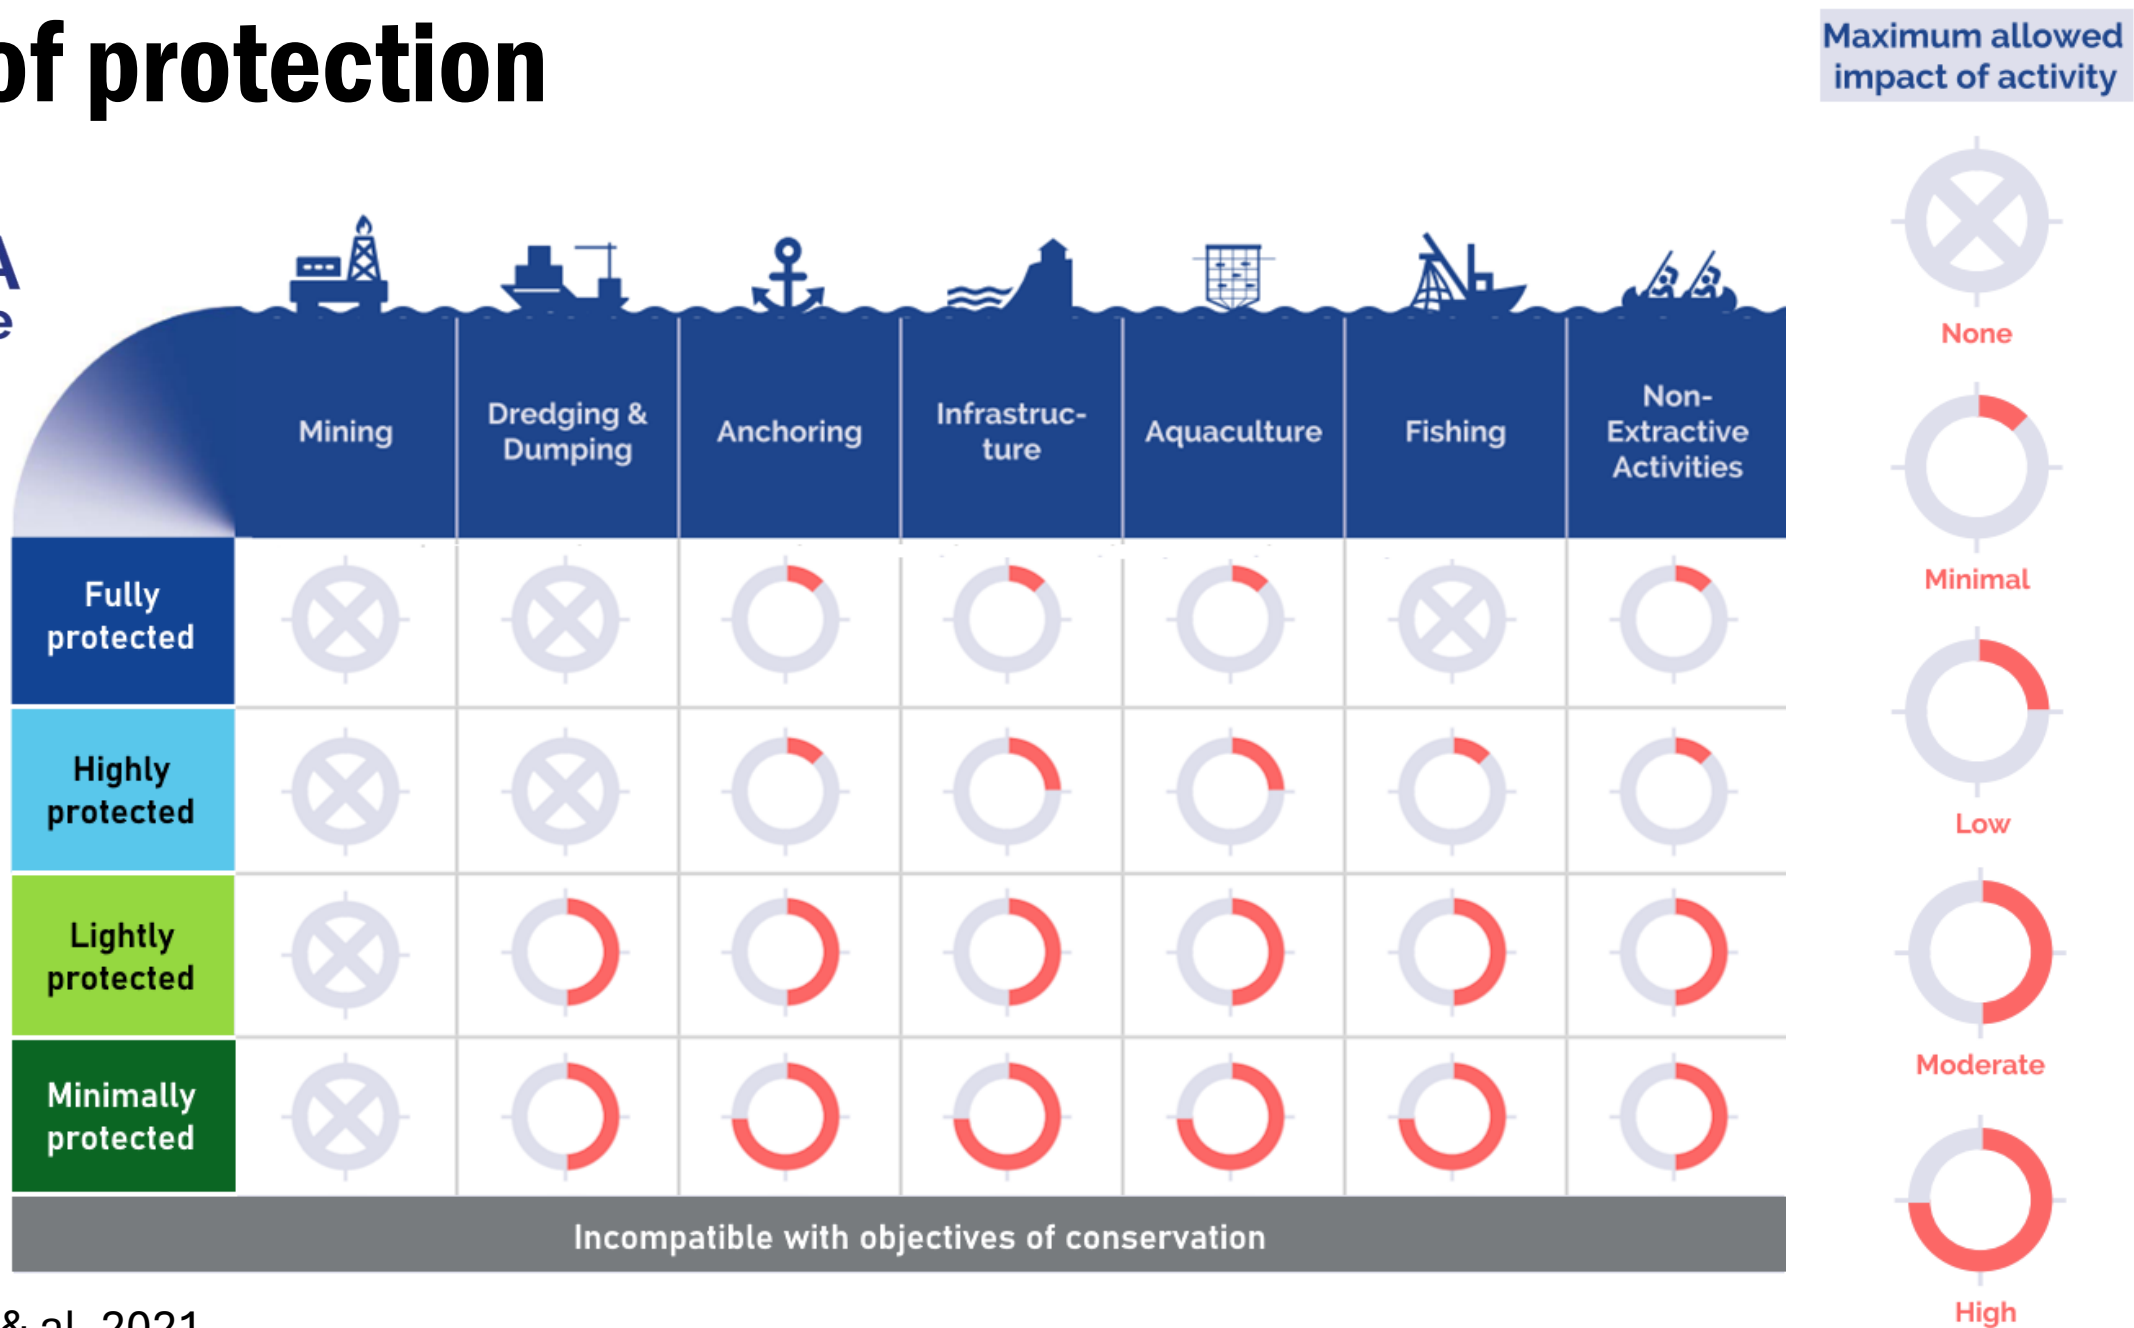 of protection
Maximum allowed
impact of activity
A
e
None
Minimal
Low
Moderate
High
Mining
Dredging &
Dumping
Anchoring
Infrastruc-
ture
Aquaculture
Fishing
Non-
Extractive
Activities
Fully
protected
Highly
protected
Lightly
protected
Minimally
protected
Incompatible with objectives of conservation
& al. 2021